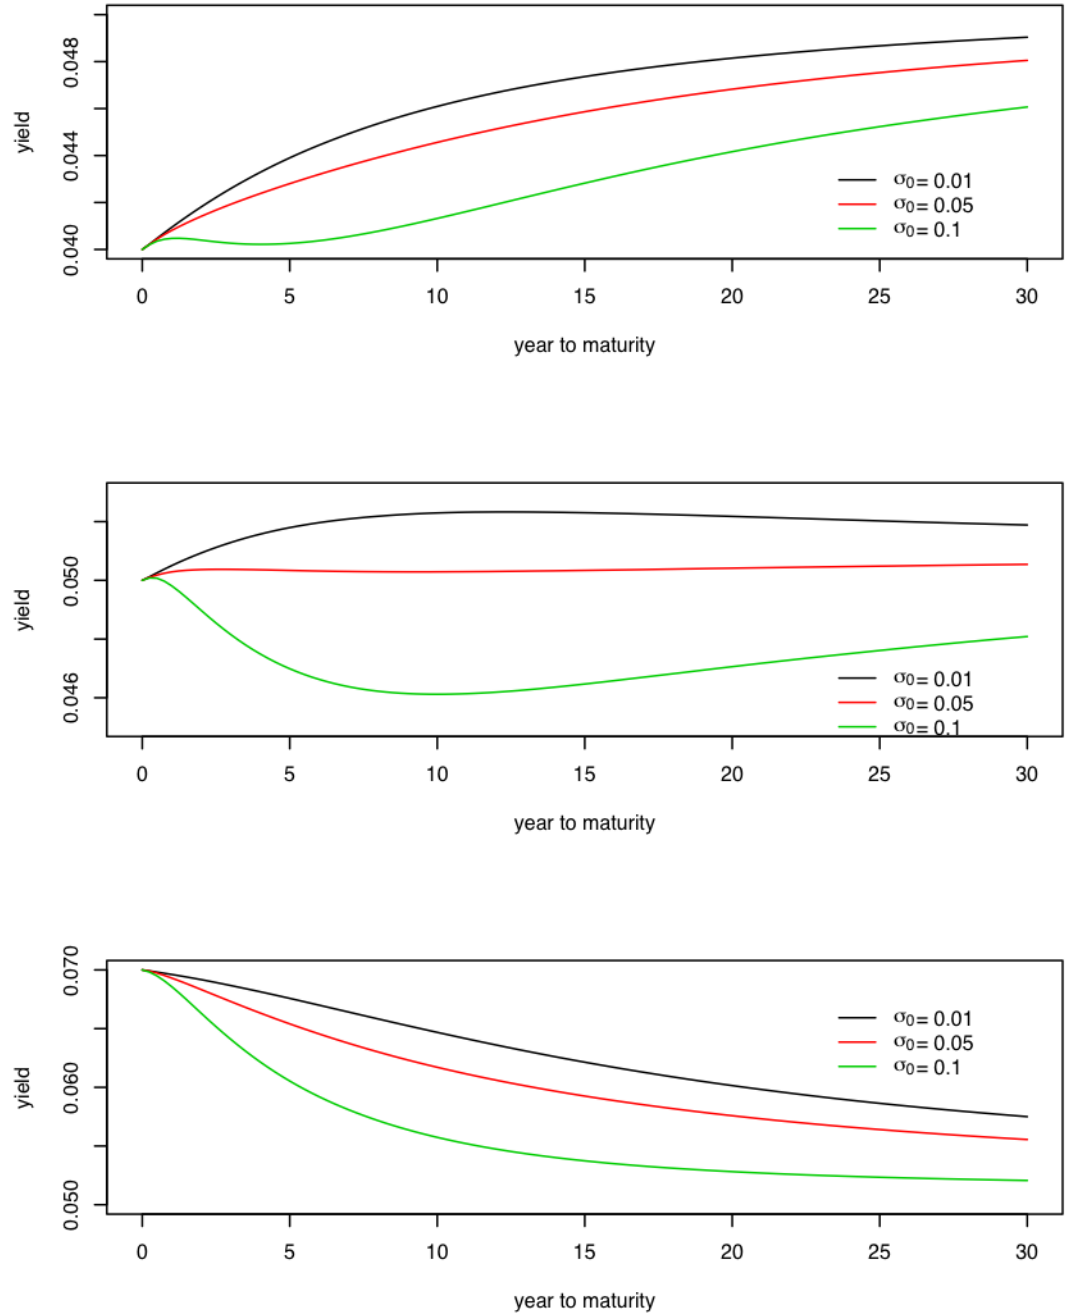 yield
0.048
0.044
0.040
σ0 = 0.01
σ0 = 0.05
σ0 = 0.1
0 5 10 15 20 25 30
year to maturity
yield
0.050
0.046
σ0 = 0.01
σ0 = 0.05
σ0 = 0.1
0 5 10 15 20 25 30
year to maturity
yield
0.070
0.060
0.050
σ0 = 0.01
σ0 = 0.05
σ0 = 0.1
0 5 10 15 20 25 30
year to maturity